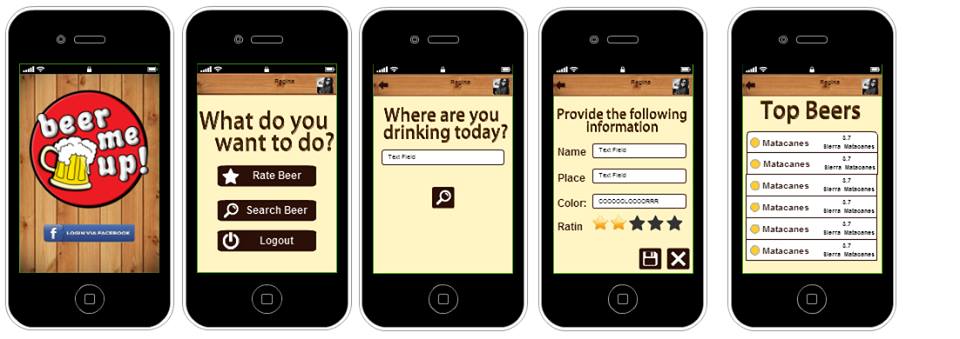 beer
me
up!
LOGIN VIA FACEBOOK
Regina
What do you
want to do?
Rate Beer
Search Beer
Logout
Regina
Where are you
drinking today?
Text Field
Regina
Provide the following
information
Name Text Field
Place Text Field
Color: COOOOOLOOOORRR
Ratin
Regina
Top Beers
Matacanes 3.7
Sierra Matacanes
Matacanes 3.7
Sierra Matacanes
Matacanes 3.7
Sierra Matacanes
Matacanes 3.7
Sierra Matacanes
Matacanes 3.7
Sierra Matacanes
Matacanes 3.7
Sierra Matacanes